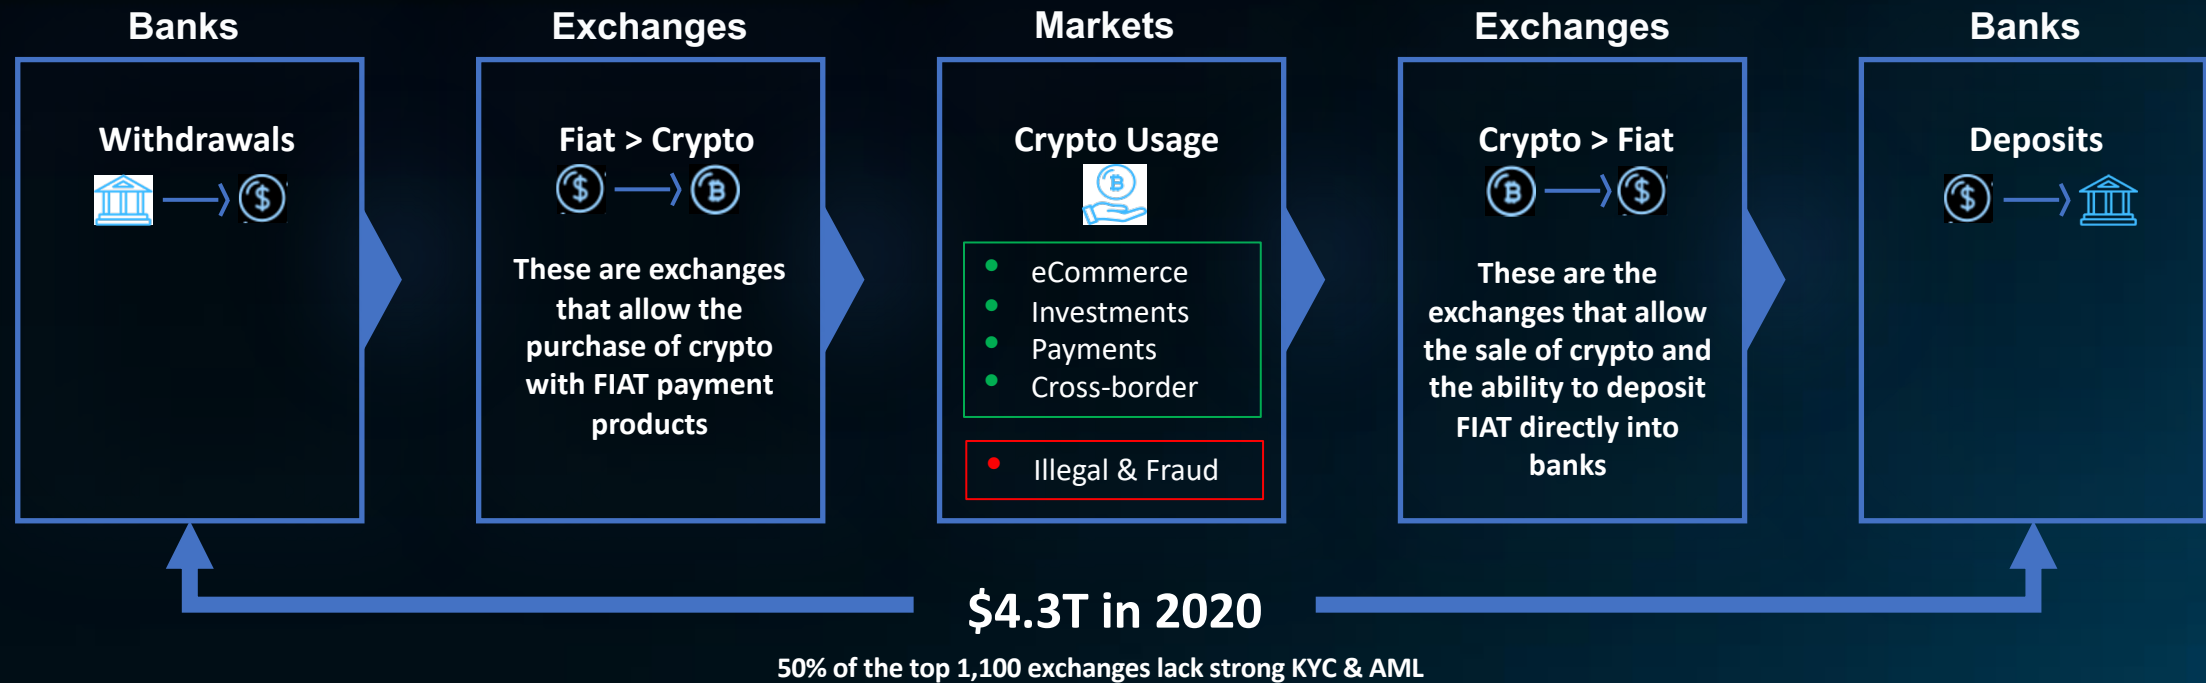 Banks
Withdrawals
Exchanges
Fiat > Crypto
These are exchanges
that allow the
purchase of crypto
with FIAT payment
products
Markets
Crypto Usage
• eCommerce
• Investments
• Payments
• Cross-border
• Illegal & Fraud
Exchanges
Crypto > Fiat
These are the
exchanges that allow
the sale of crypto and
the ability to deposit
FIAT directly into
banks
Banks
Deposits
$4.3T in 2020
50% of the top 1,100 exchanges lack strong KYC & AML